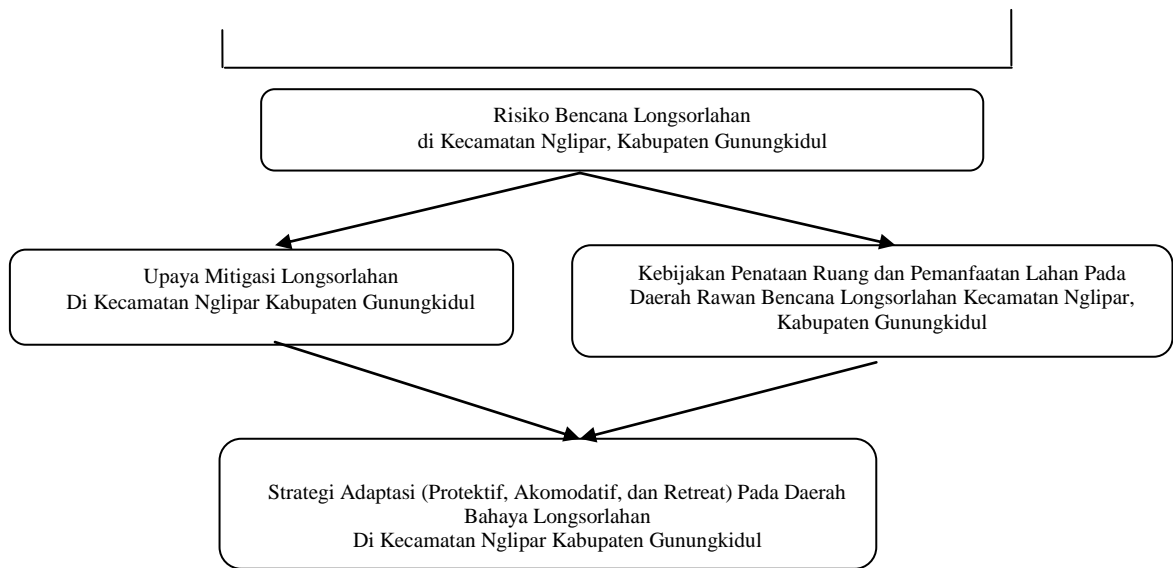 Risiko Bencana Longsorlahan
di Kecamatan Nglipar, Kabupaten Gunungkidul
Upaya Mitigasi Longsorlahan
Di Kecamatan Nglipar Kabupaten Gunungkidul
Kebijakan Penataan Ruang dan Pemanfaatan Lahan Pada
Daerah Rawan Bencana Longsorlahan Kecamatan Nglipar,
Kabupaten Gunungkidul
Strategi Adaptasi (Protektif, Akomodatif, dan Retreat) Pada Daerah
Bahaya Longsorlahan
Di Kecamatan Nglipar Kabupaten Gunungkidul